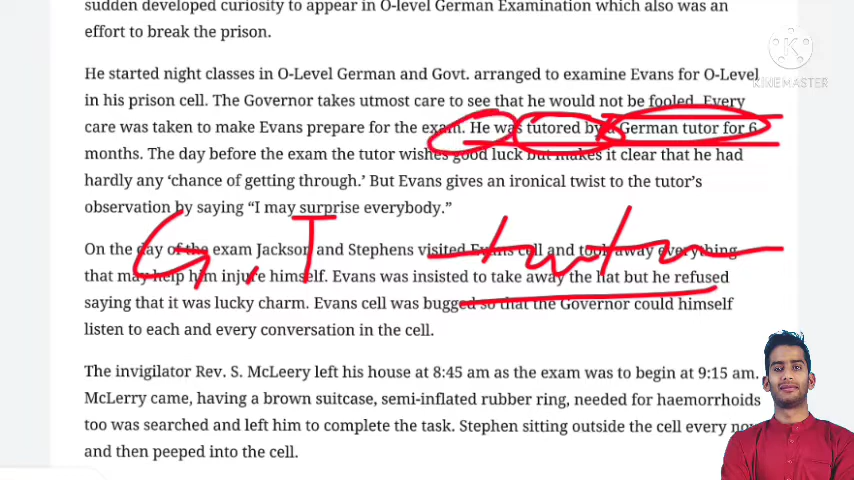 sudden developed curiosity to appear in O-level German Examination which also was an
effort to break the prison.
He started night classes in O-Level German and Govt. arranged to examine Evans for O-Level
in his prison cell. The Governor takes utmost care to see that he would not be fooled. Every
care was taken to make Evans prepare for the exam. He was tutored by a German tutor for 6
months. The day before the exam the tutor wishes good luck but makes it clear that he had
hardly any ‘chance of getting through.’ But Evans gives an ironical twist to the tutor’s
observation by saying “I may surprise everybody.”
On the day of the exam Jackson and Stephens visited Evans cell and took away everything
that may help him injure himself. Evans was insisted to take away the hat but he refused
saying that it was lucky charm. Evans cell was bugged so that the Governor could himself
listen to each and every conversation in the cell.
The invigilator Rev. S. McLeery left his house at 8:45 am as the exam was to begin at 9:15 am.
McLerry came, having a brown suitcase, semi-inflated rubber ring, needed for haemorrhoids
too was searched and left him to complete the task. Stephen sitting outside the cell every now
and then peeped into the cell.
KINEMASTER